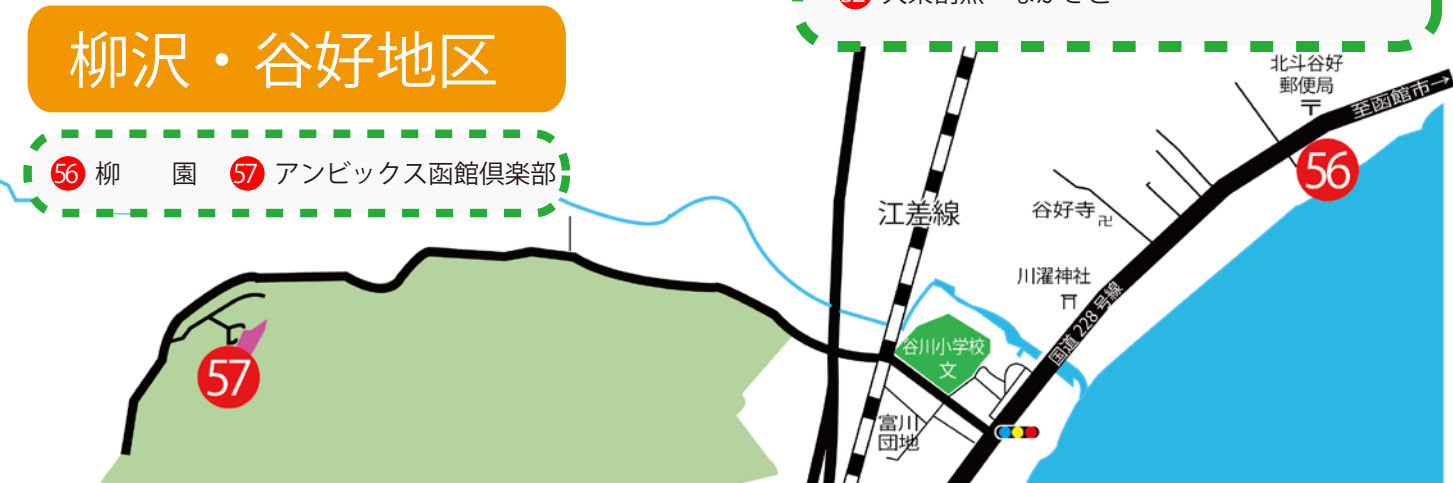 柳沢・谷好地区
56 柳　　園　57 アンビックス函館倶楽部
北斗谷好
郵便局
〒
至函館市→
56
江差線
谷好寺卍
川濯神社
国道228号線
谷川小学校
文
57
富川
団地